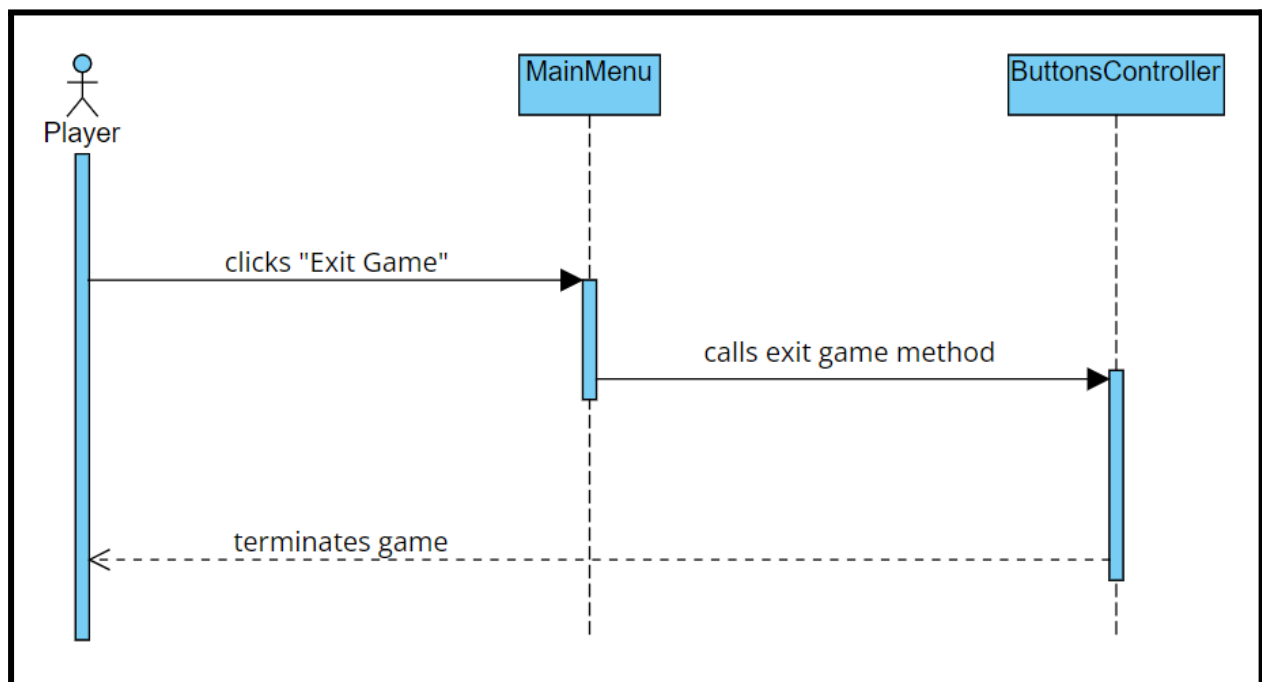 MainMenu
ButtonsController
Player
clicks "Exit Game"
calls exit game method
terminates game